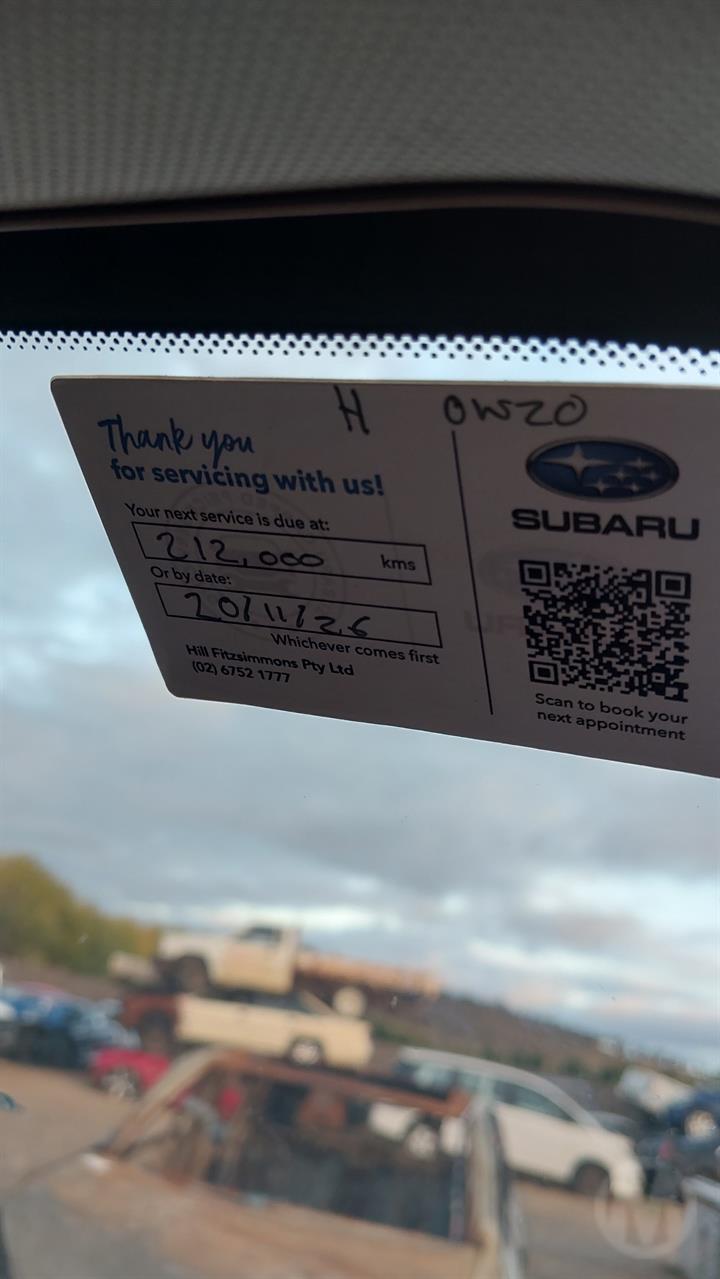 H OW20
Thank you
for servicing with us!
Your next service is due at:
212,000 kms
Or by date:
20/11/26
Whichever comes first
Hill Fitzsimmons Pty Ltd
(02) 6752 1777
SUBARU
Scan to book your
next appointment